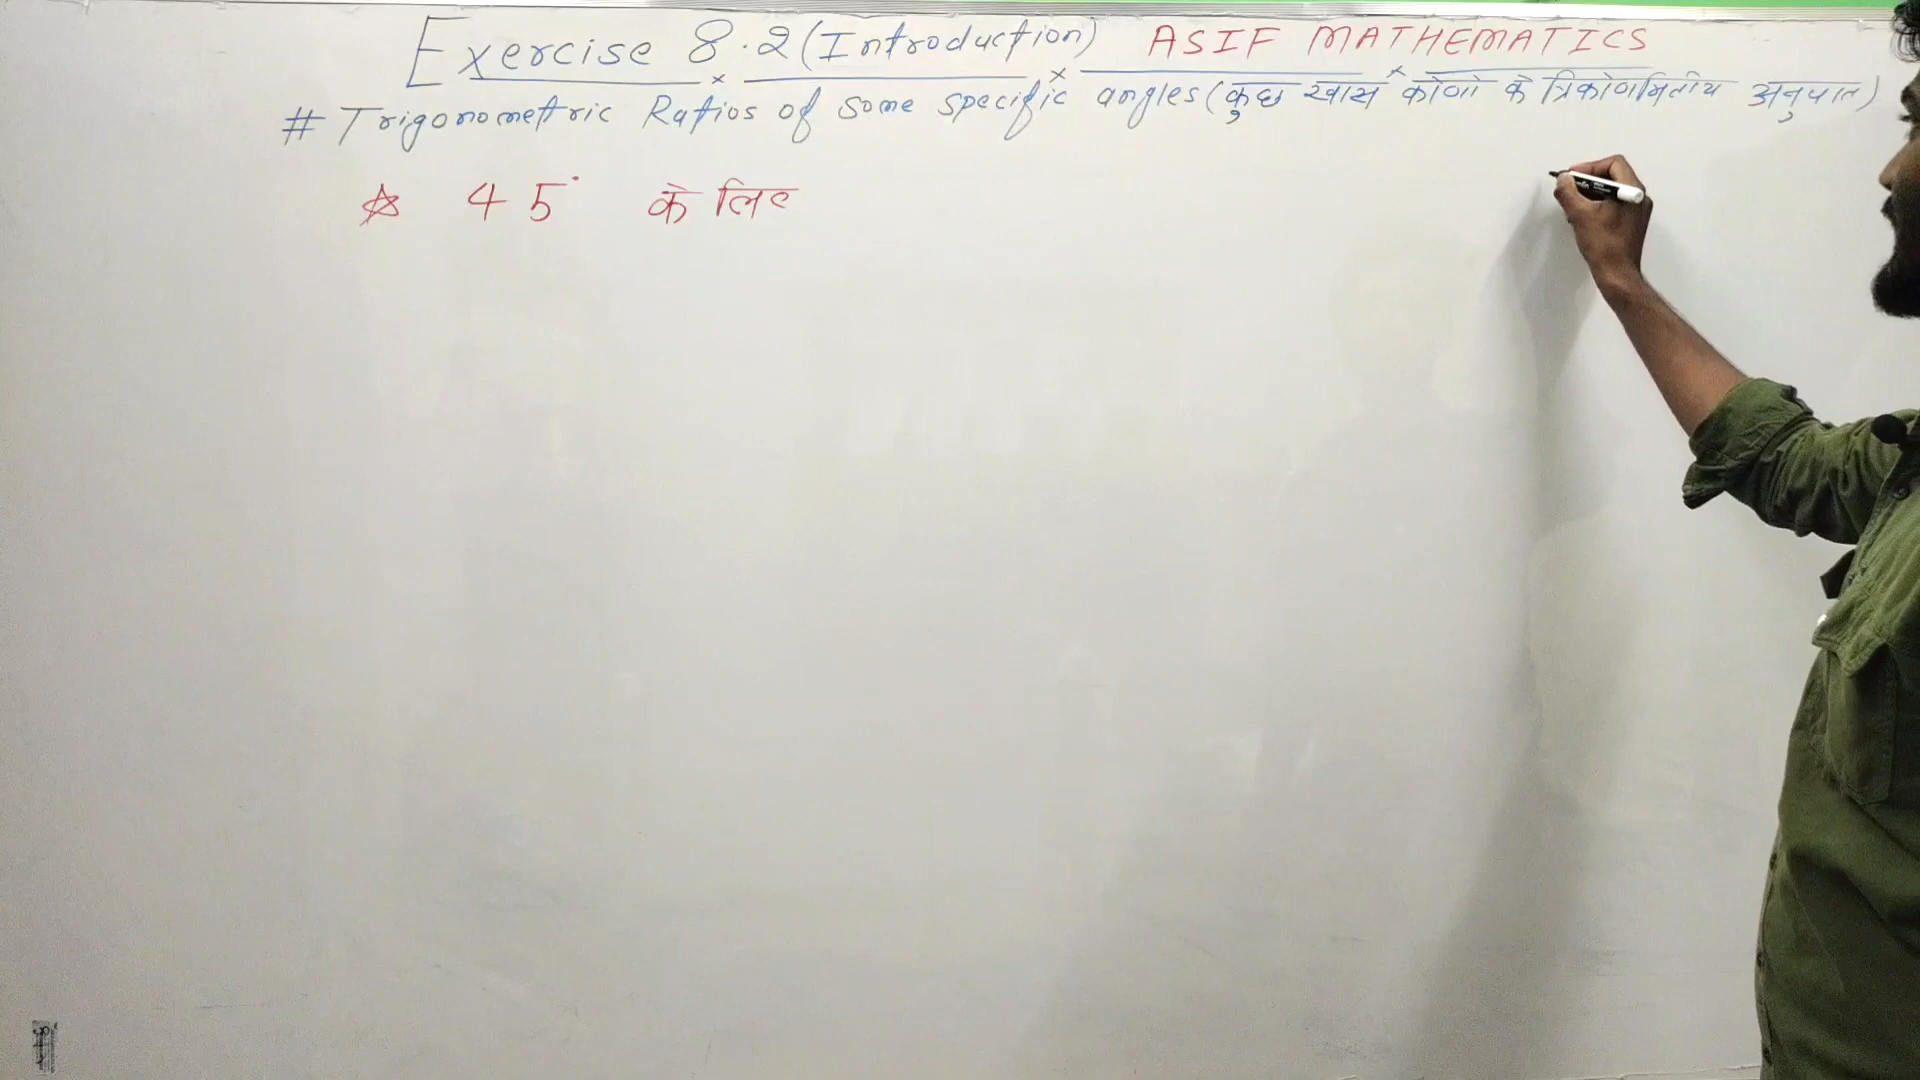 Exercise 8.2 (Introduction) ASIF MATHEMATICS
# Trigonometric Ratios of some specific angles (कुछ खास कोणो के त्रिकोणमितीय अनुपात)
☆ 45° के लिए